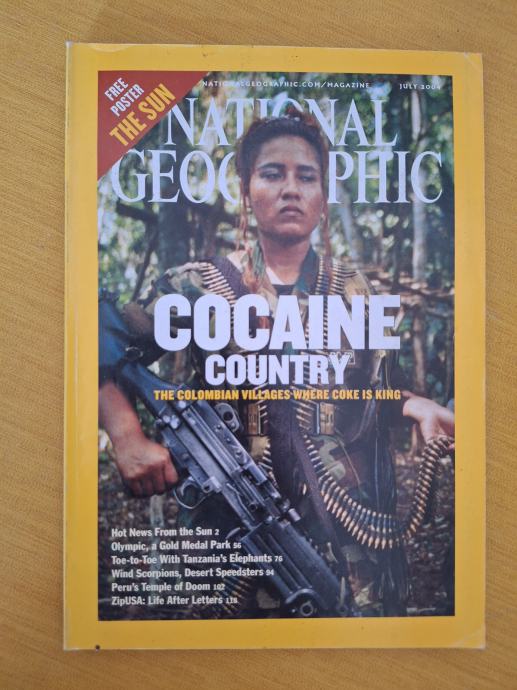 FREE
POSTER
THE SUN
NATIONALGEOGRAPHIC.COM/MAGAZINE JULY 2004
NATIONAL
GEOGRAPHIC
COCAINE
COUNTRY
THE COLOMBIAN VILLAGES WHERE COKE IS KING
Hot News From the Sun 2
Olympic, a Gold Medal Park 56
Toe-to-Toe With Tanzania's Elephants 76
Wind Scorpions, Desert Speedsters 94
Peru's Temple of Doom 102
ZipUSA: Life After Letters 118